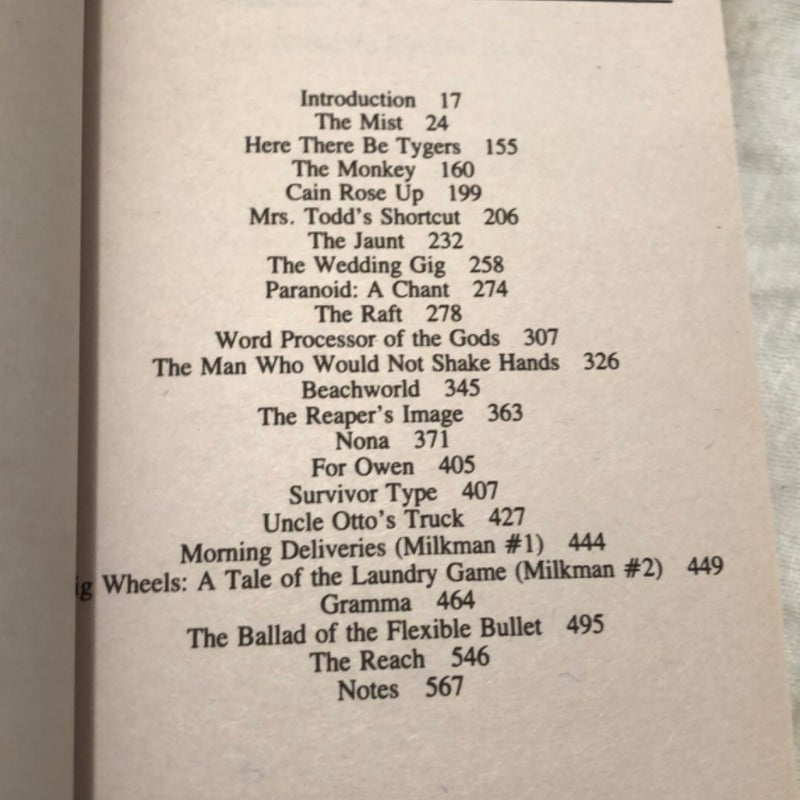 Introduction 17
The Mist 24
Here There Be Tygers 155
The Monkey 160
Cain Rose Up 199
Mrs. Todd's Shortcut 206
The Jaunt 232
The Wedding Gig 258
Paranoid: A Chant 274
The Raft 278
Word Processor of the Gods 307
The Man Who Would Not Shake Hands 326
Beachworld 345
The Reaper's Image 363
Nona 371
For Owen 405
Survivor Type 407
Uncle Otto's Truck 427
Morning Deliveries (Milkman #1) 444
ig Wheels: A Tale of the Laundry Game (Milkman #2) 449
Gramma 464
The Ballad of the Flexible Bullet 495
The Reach 546
Notes 567